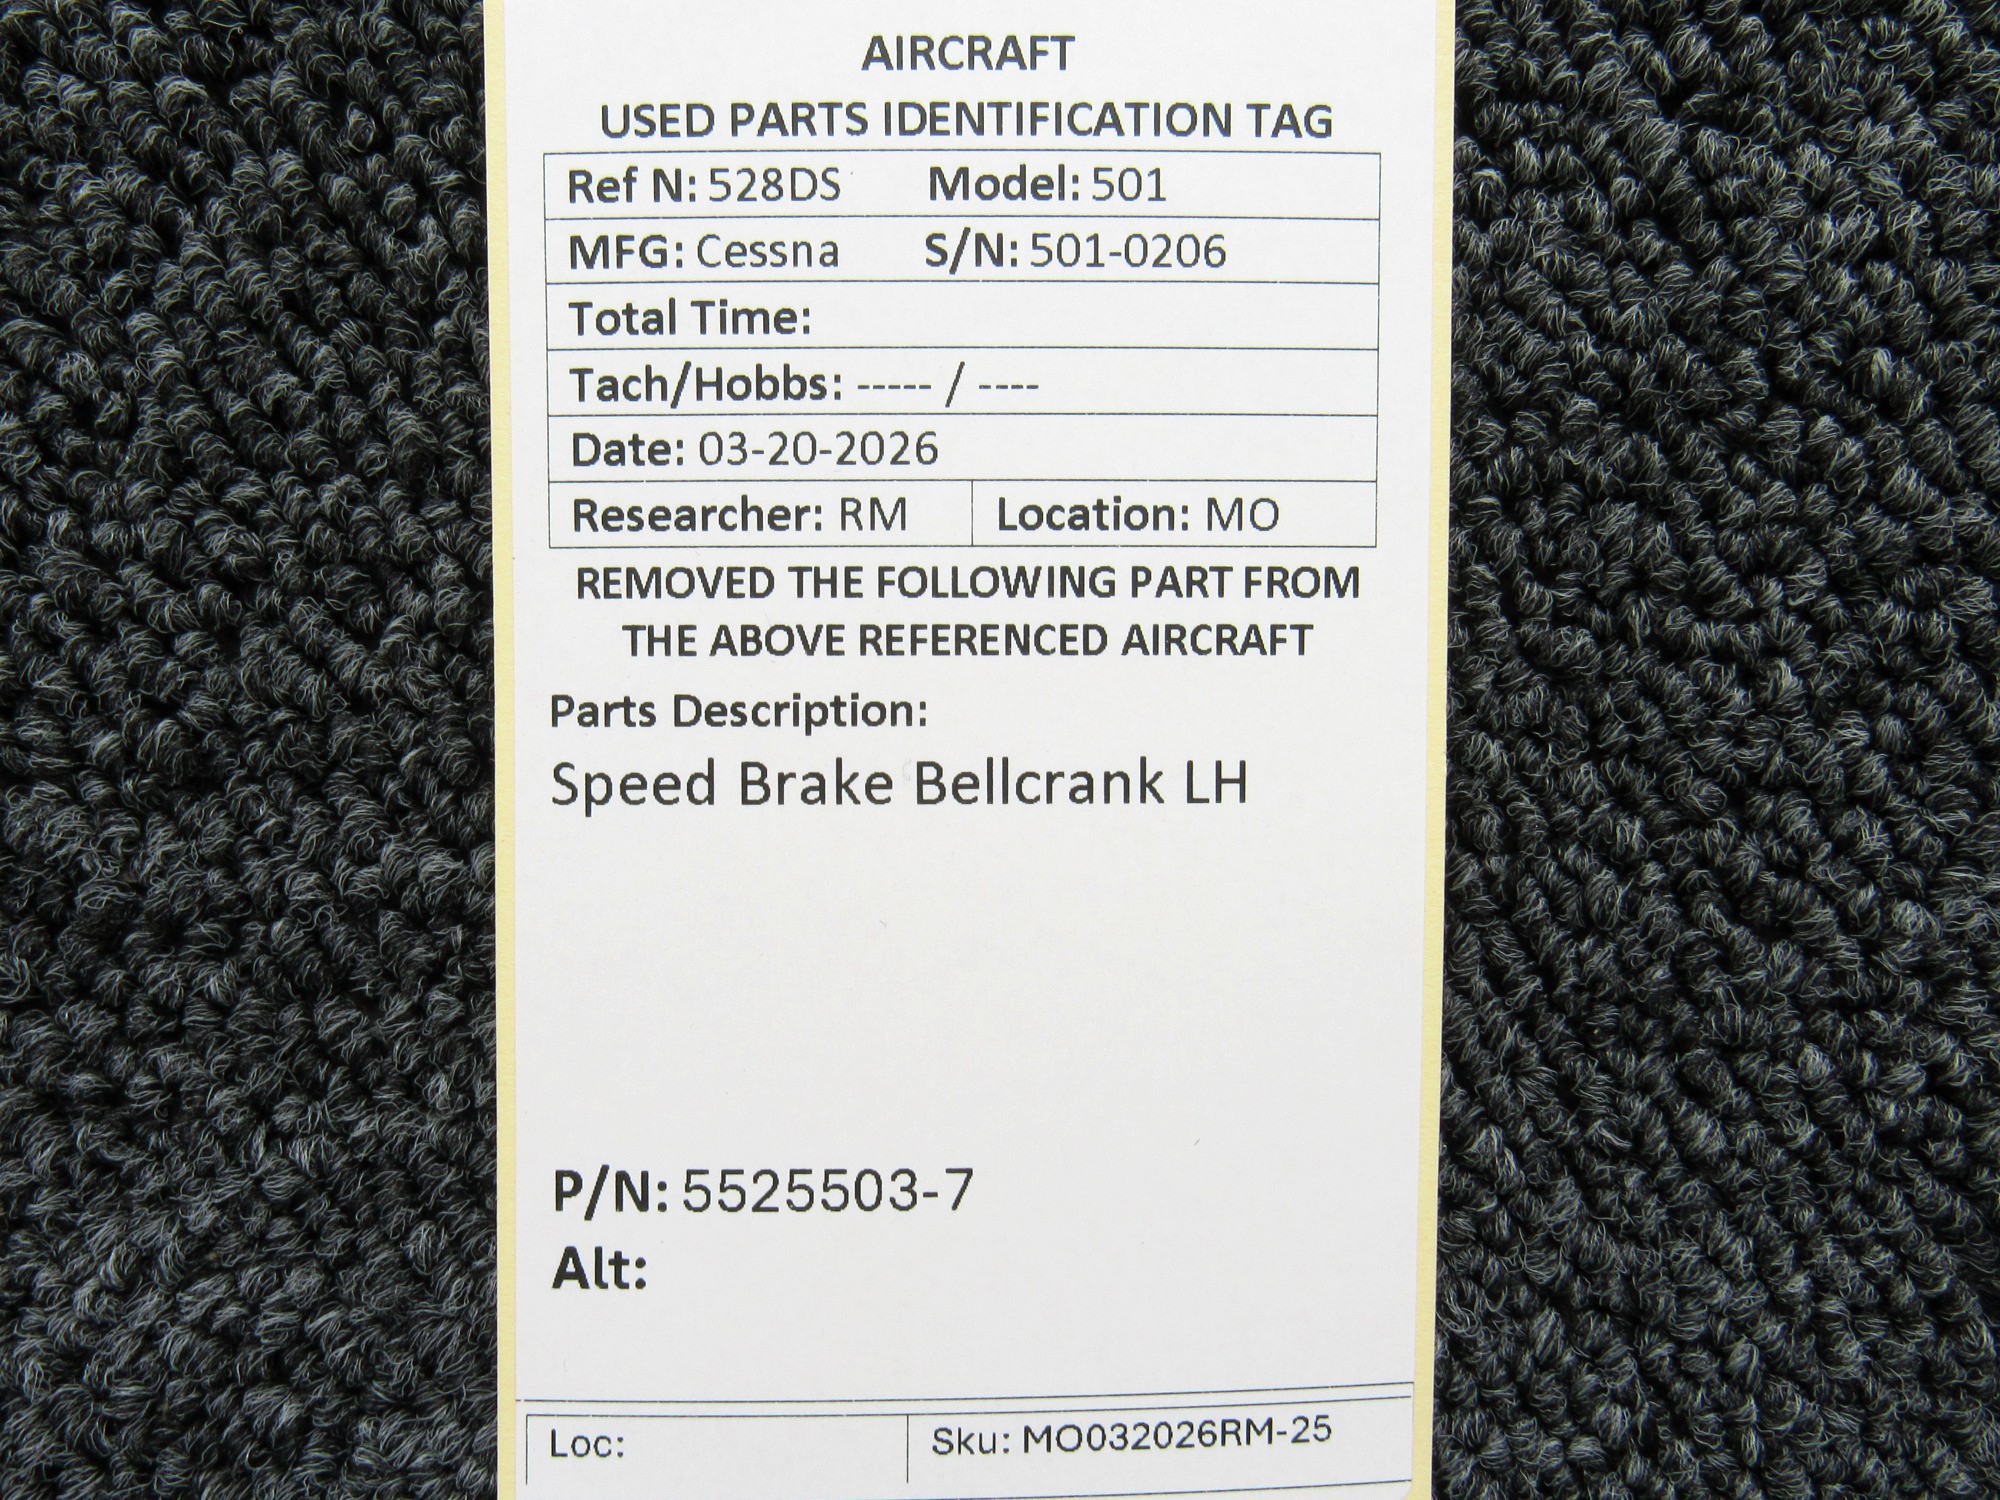 AIRCRAFT
USED PARTS IDENTIFICATION TAG
Ref N: 528DS Model: 501
MFG: Cessna S/N: 501-0206
Total Time:
Tach/Hobbs: ----- / ----
Date: 03-20-2026
Researcher: RM Location: MO
REMOVED THE FOLLOWING PART FROM
THE ABOVE REFERENCED AIRCRAFT
Parts Description:
Speed Brake Bellcrank LH
P/N: 5525503-7
Alt:
Loc: Sku: MO032026RM-25